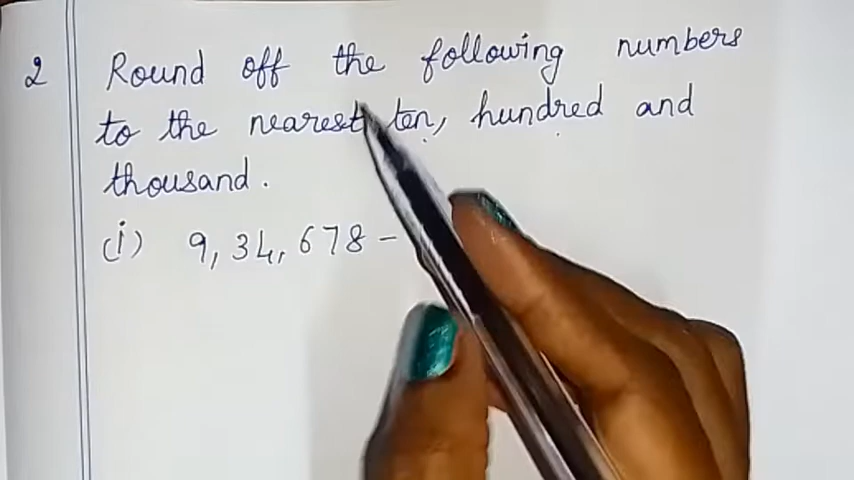 2 Round off the following numbers
to the nearest ten, hundred and
thousand.
(i) 9,34,678 -